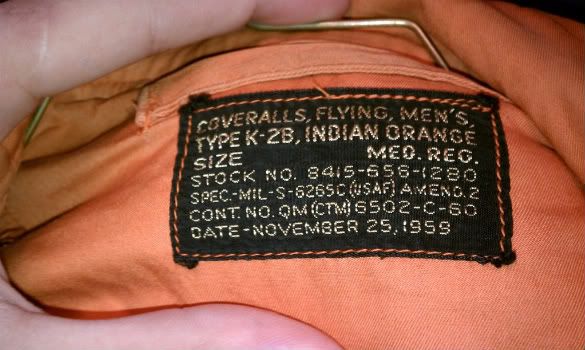 COVERALLS, FLYING, MEN'S,
TYPE K-2B, INDIAN ORANGE
SIZE MED. REG.
STOCK NO. 8415-656-1280
SPEC-MIL-S-6265C (USAF) AMEND. 2
CONT NO. QM (CTM) 6502-C-60
DATE-NOVEMBER 25, 1959